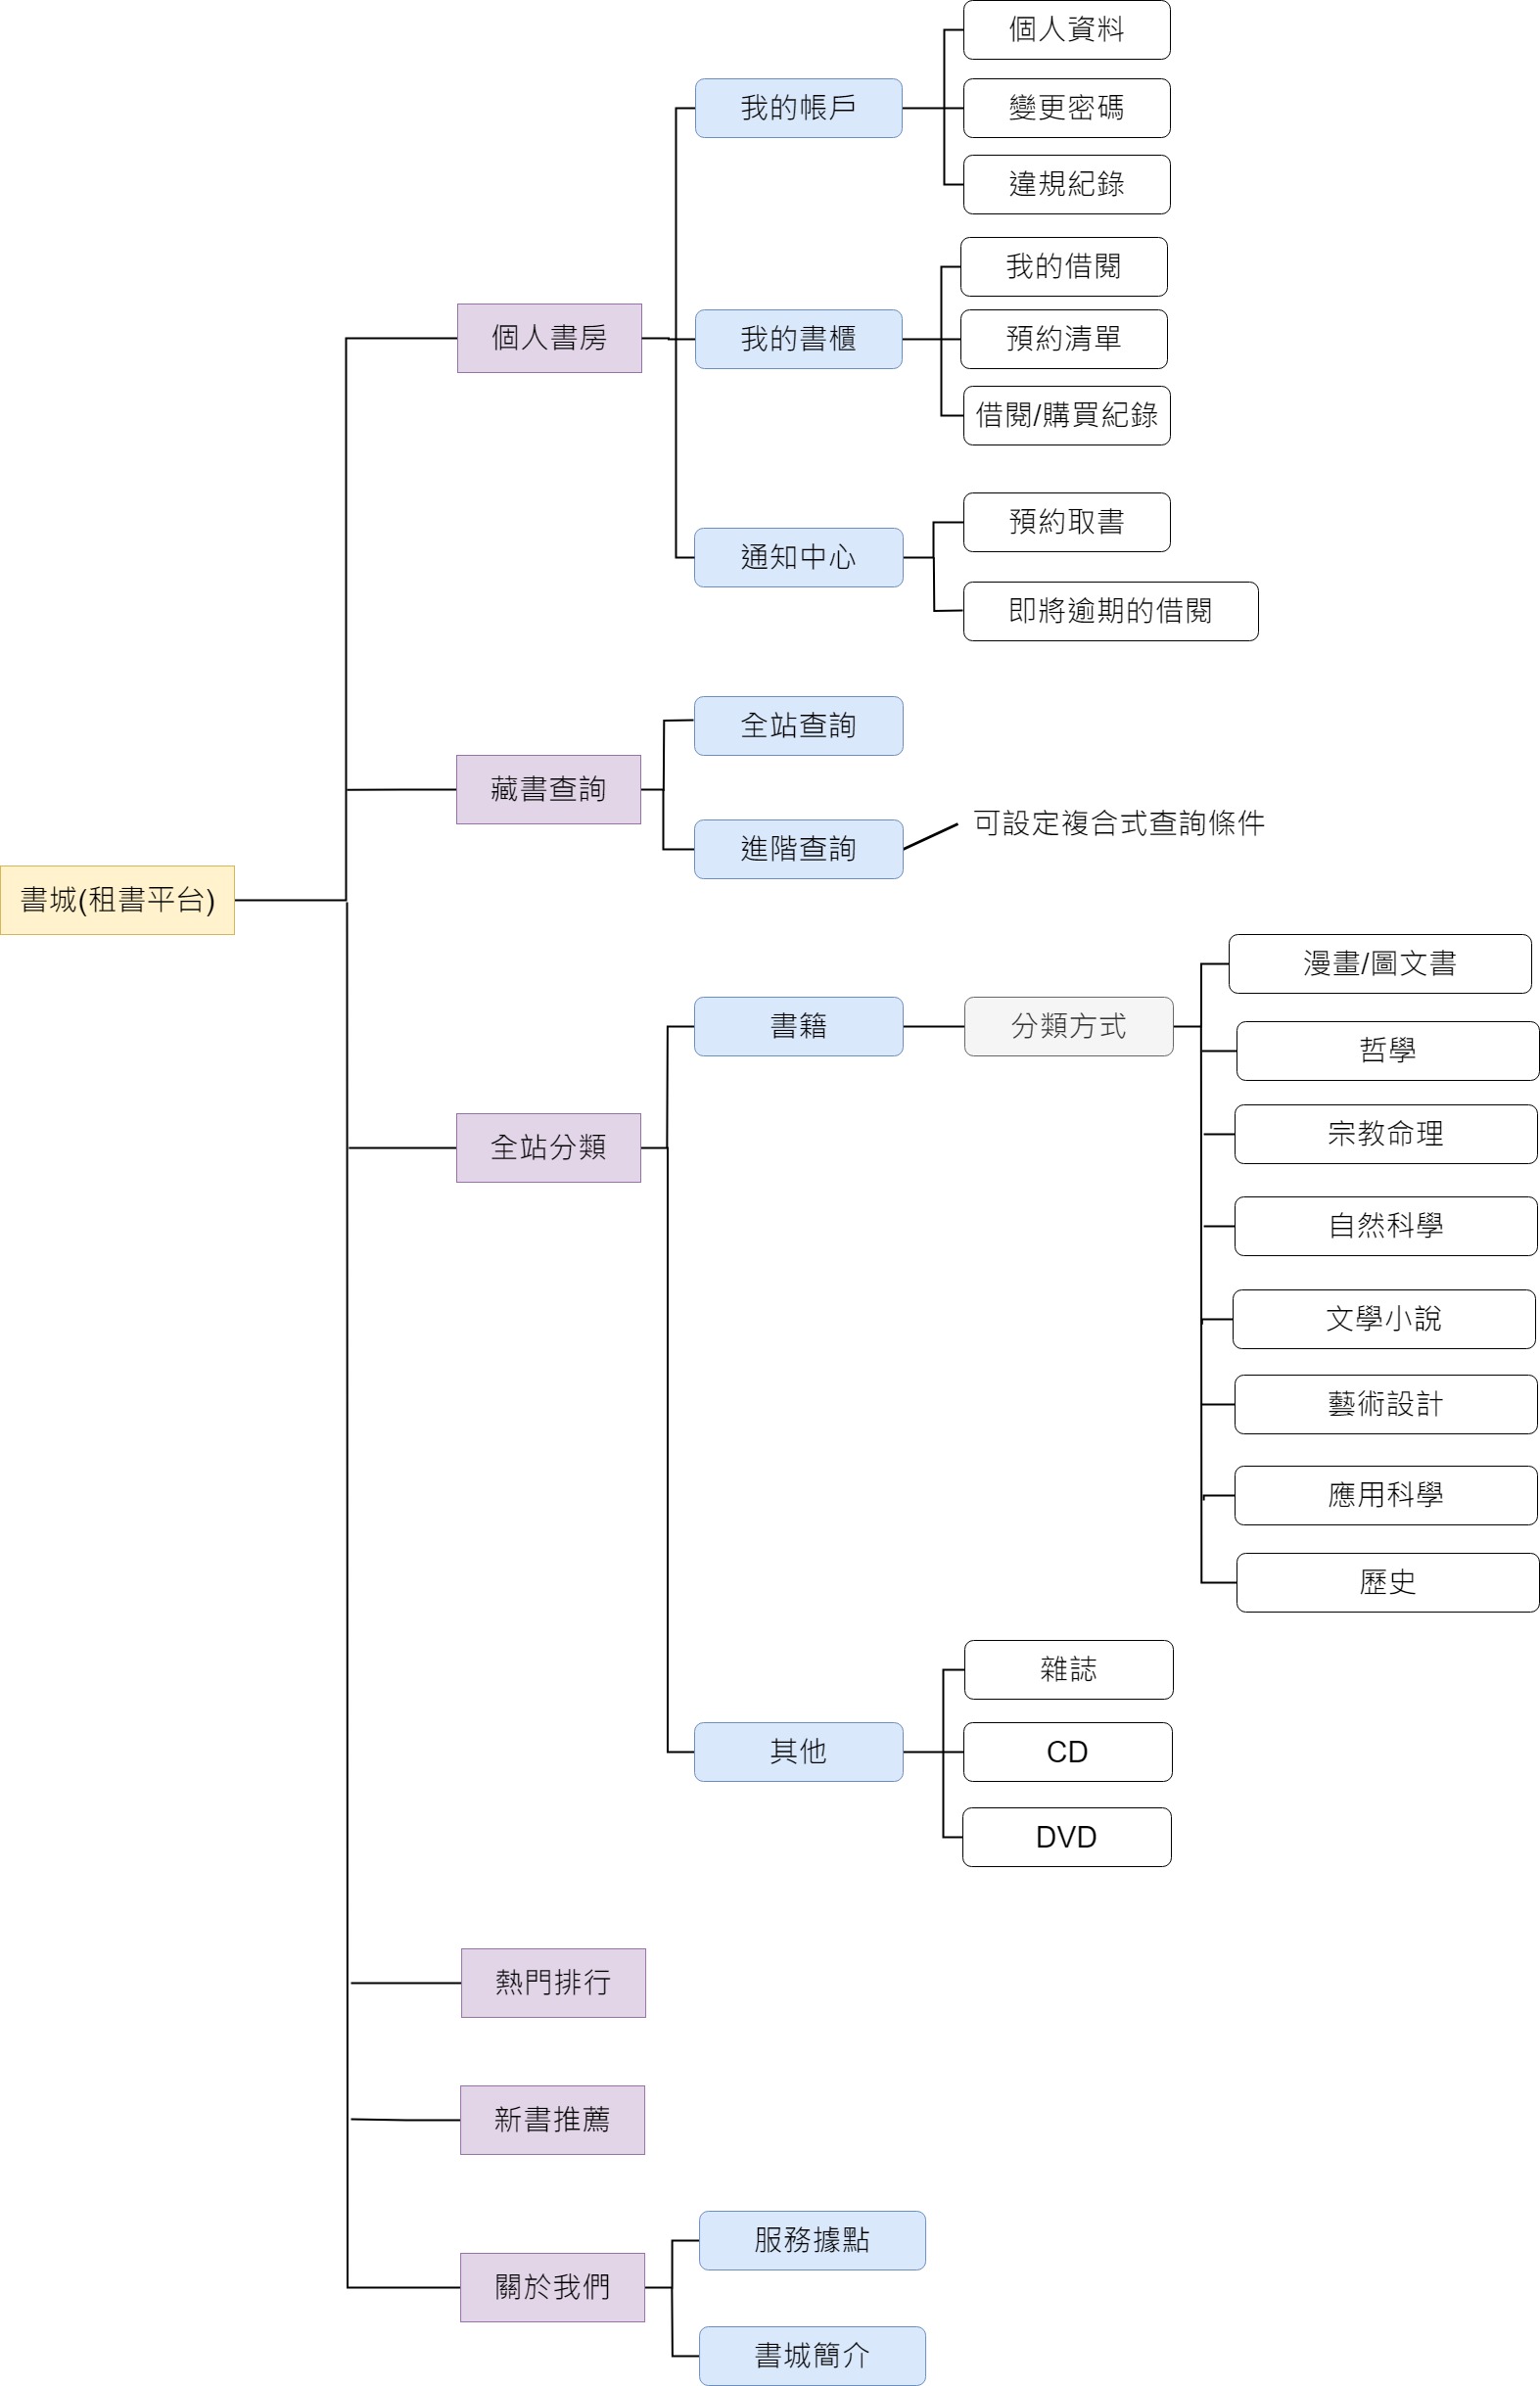 書城(租書平台)
個人書房
我的帳戶
個人資料
變更密碼
違規紀錄
我的書櫃
我的借閱
預約清單
借閱/購買紀錄
通知中心
預約取書
即將逾期的借閱
藏書查詢
全站查詢
進階查詢
可設定複合式查詢條件
全站分類
書籍
分類方式
漫畫/圖文書
哲學
宗教命理
自然科學
文學小說
藝術設計
應用科學
歷史
其他
雜誌
CD
DVD
熱門排行
新書推薦
關於我們
服務據點
書城簡介